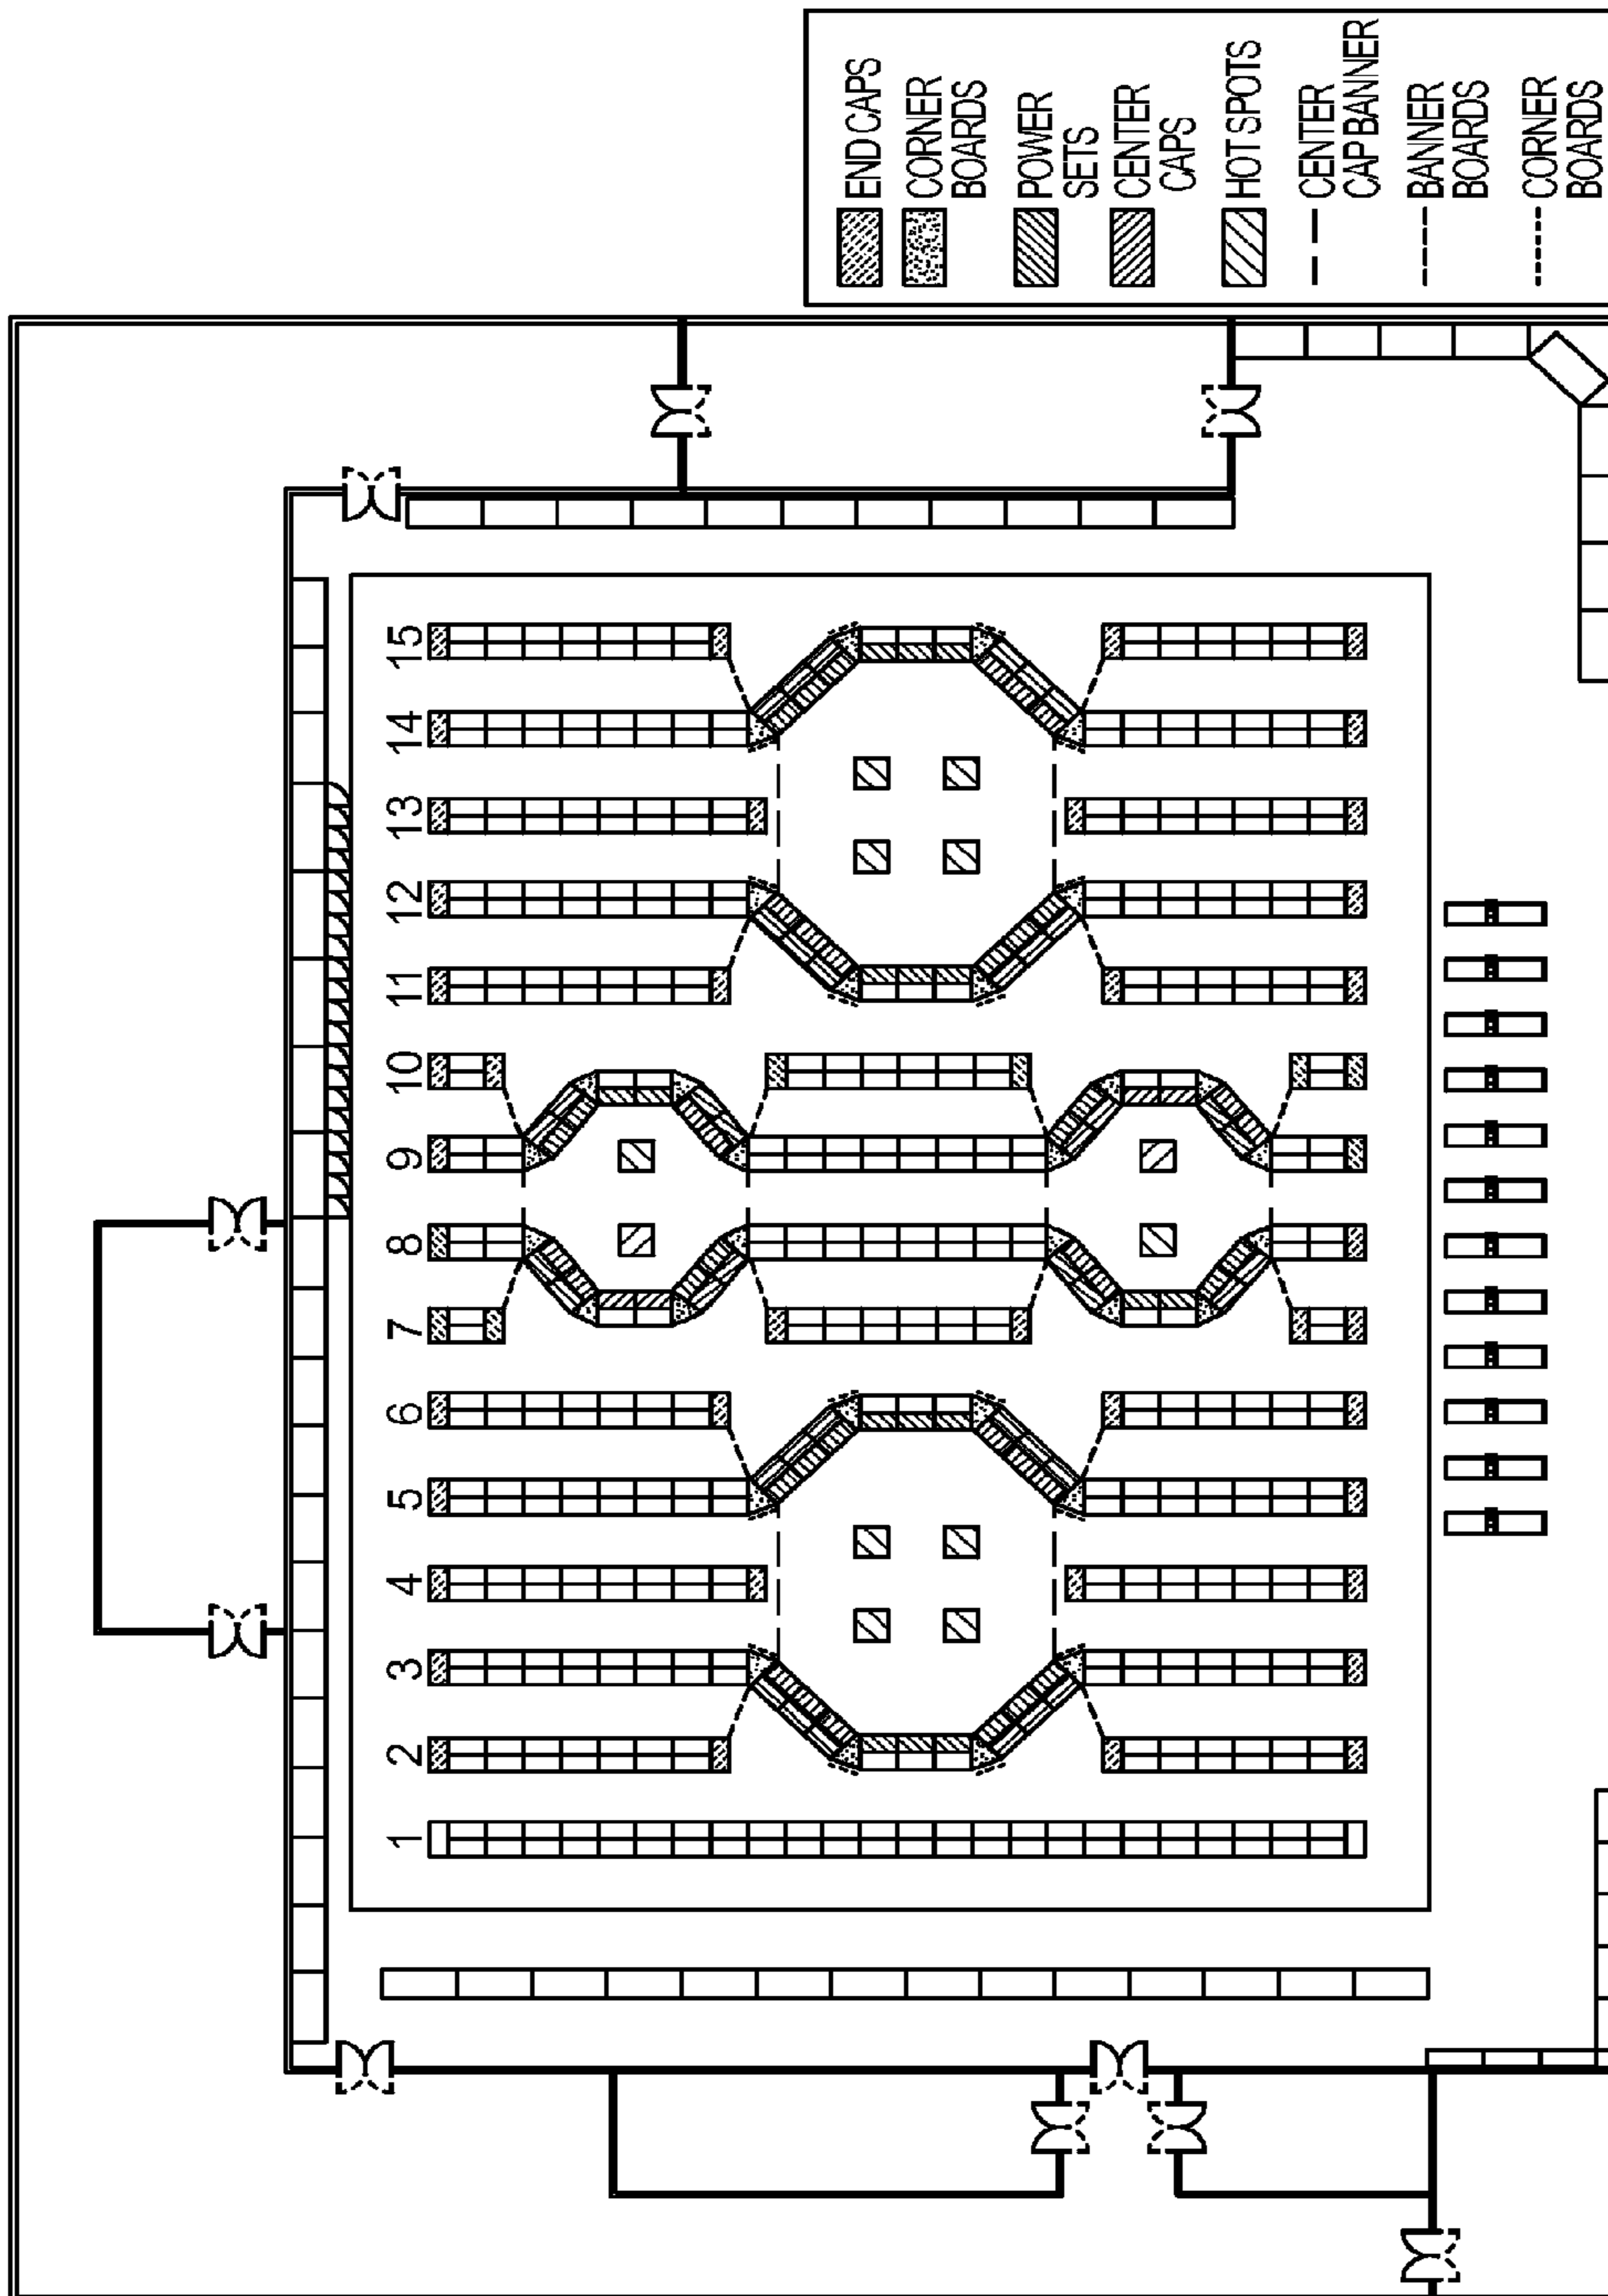 1 2 3 4 5 6 7 8 9 10 11 12 13 14 15
END CAPS
CORNER
BOARDS
POWER
SETS
CENTER
CAPS
HOT SPOTS
CENTER
CAP BANNER
BANNER
BOARDS
CORNER
BOARDS